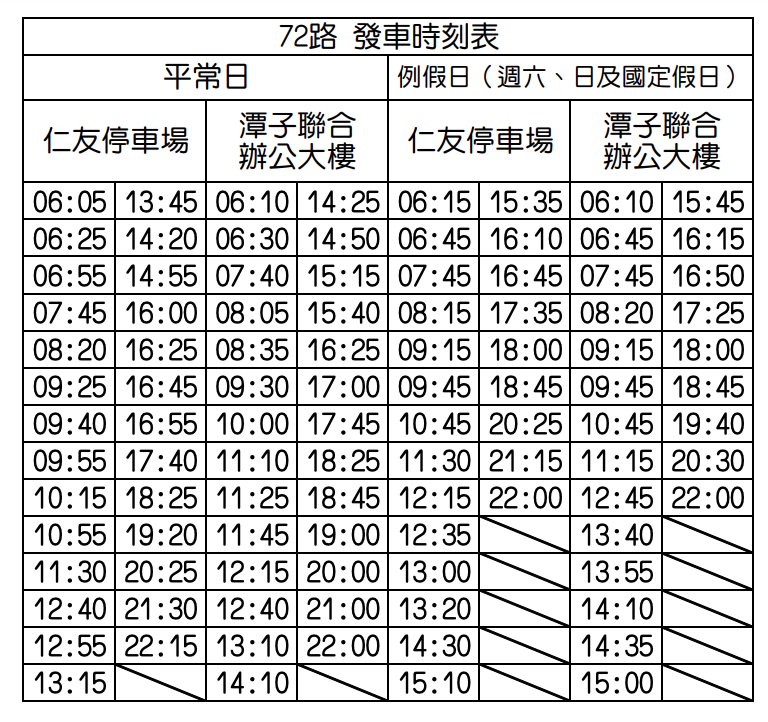 72路 發車時刻表
平常日 例假日（週六、日及國定假日）
仁友停車場 潭子聯合辦公大樓 仁友停車場 潭子聯合辦公大樓
06:05 13:45 06:10 14:25 06:15 15:35 06:10 15:45
06:25 14:20 06:30 14:50 06:45 16:10 06:45 16:15
06:55 14:55 07:40 15:15 07:45 16:45 07:45 16:50
07:45 16:00 08:05 15:40 08:15 17:35 08:20 17:25
08:20 16:25 08:35 16:25 09:15 18:00 09:15 18:00
09:25 16:45 09:30 17:00 09:45 18:45 09:45 18:45
09:40 16:55 10:00 17:45 10:45 20:25 10:45 19:40
09:55 17:40 11:10 18:25 11:30 21:15 11:15 20:30
10:15 18:25 11:25 18:45 12:15 22:00 12:45 22:00
10:55 19:20 11:45 19:00 12:35 13:40
11:30 20:25 12:15 20:00 13:00 13:55
12:40 21:30 12:40 21:00 13:20 14:10
12:55 22:15 13:10 22:00 14:30 14:35
13:15 14:10 15:10 15:00